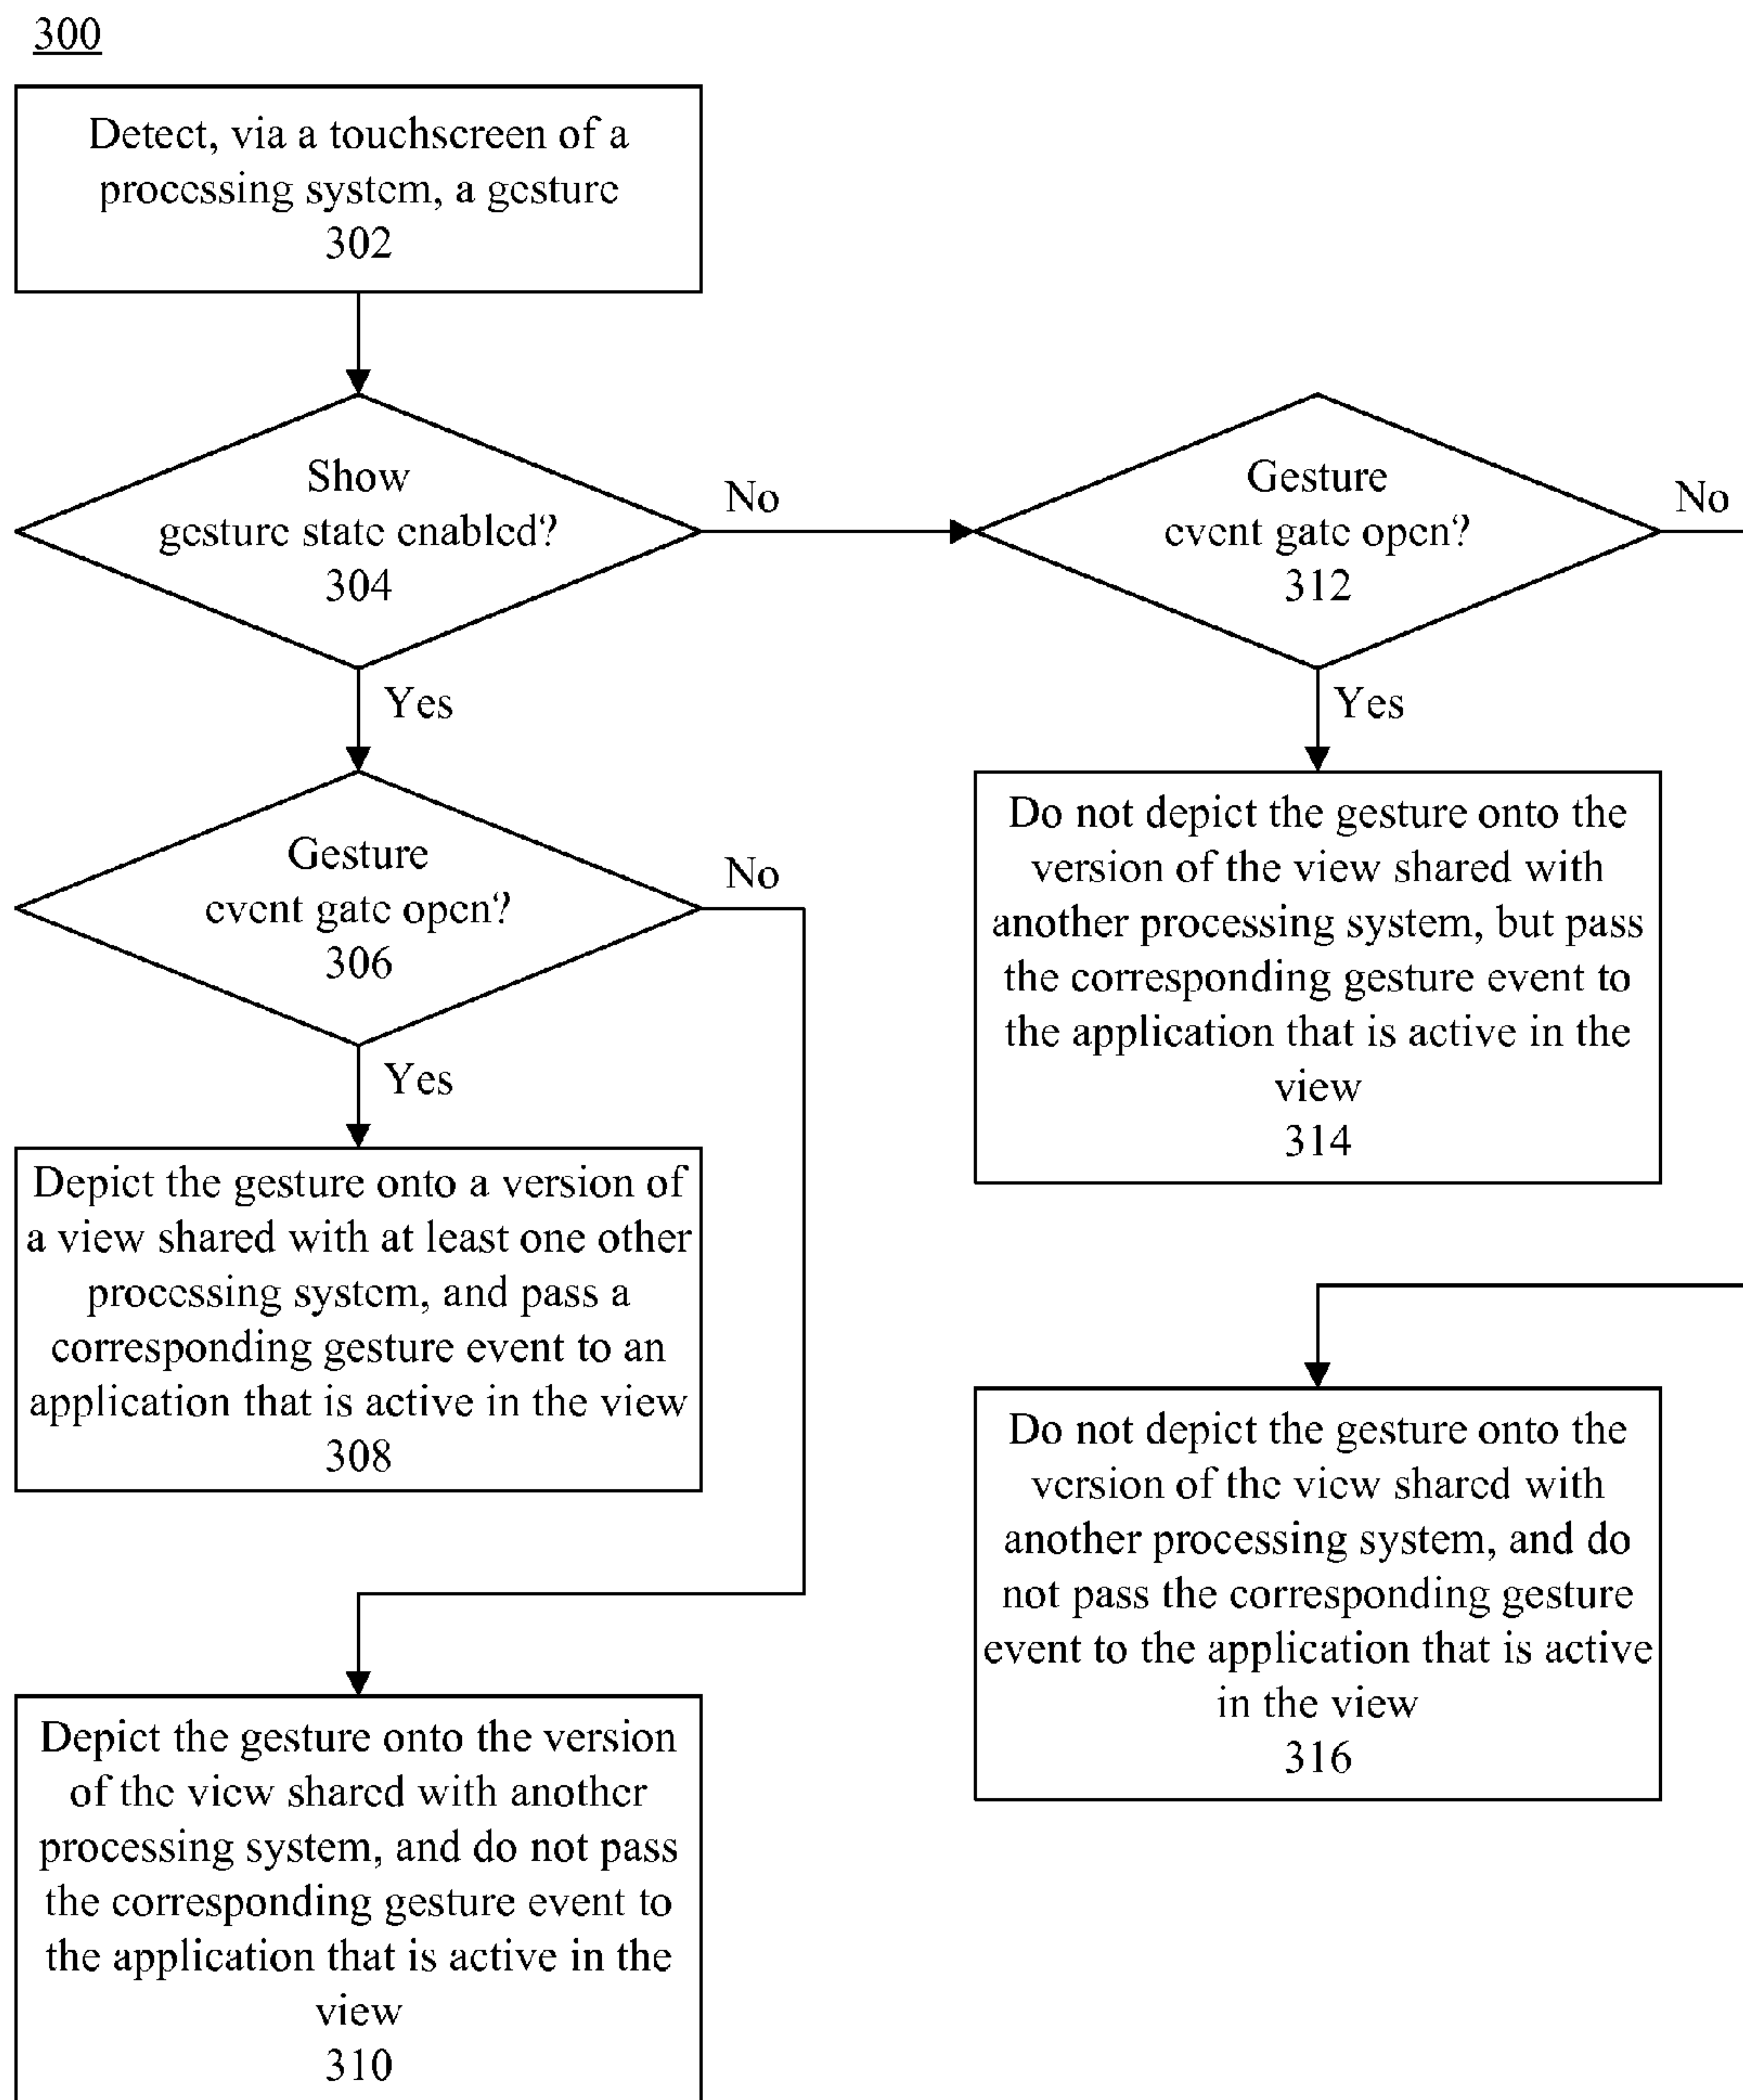 300
Detect, via a touchscreen of a
processing system, a gesture
302
Show
gesture state enabled?
304
No
Gesture
event gate open?
312
No
Yes
Yes
Gesture
event gate open?
306
No
Do not depict the gesture onto the
version of the view shared with
another processing system, but pass
the corresponding gesture event to
the application that is active in the
view
314
Yes
Depict the gesture onto a version of
a view shared with at least one other
processing system, and pass a
corresponding gesture event to an
application that is active in the view
308
Do not depict the gesture onto the
version of the view shared with
another processing system, and do
not pass the corresponding gesture
event to the application that is active
in the view
316
Depict the gesture onto the version
of the view shared with another
processing system, and do not pass
the corresponding gesture event to
the application that is active in the
view
310